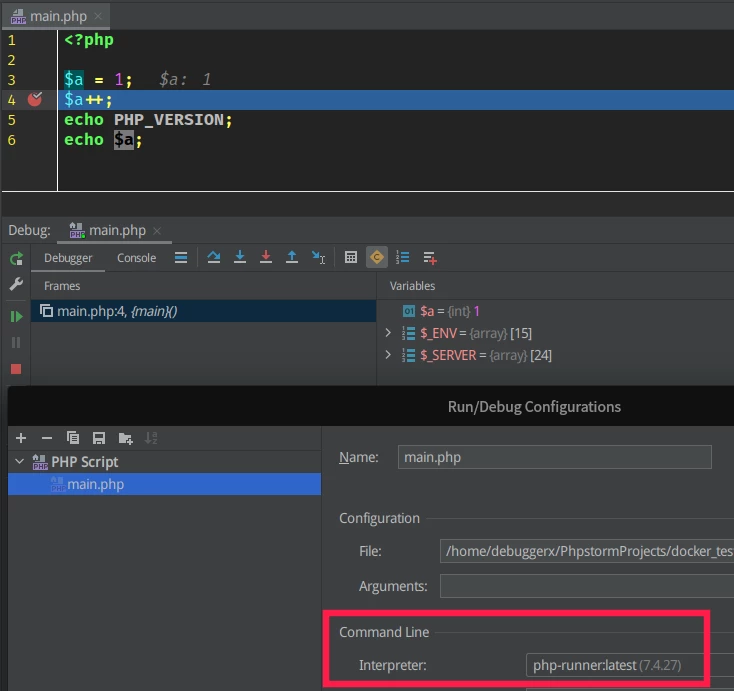 main.php
1 <?php
2
3 $a = 1; $a: 1
4 $a++;
5 echo PHP_VERSION;
6 echo $a;
Debug: main.php
Debugger Console
Frames Variables
main.php:4, {main}()
$a = {int} 1
$_ENV = {array} [15]
$_SERVER = {array} [24]
Run/Debug Configurations
PHP Script
main.php
Name: main.php
Configuration
File: /home/debuggerx/PhpstormProjects/docker_tes
Arguments:
Command Line
Interpreter: php-runner:latest (7.4.27)